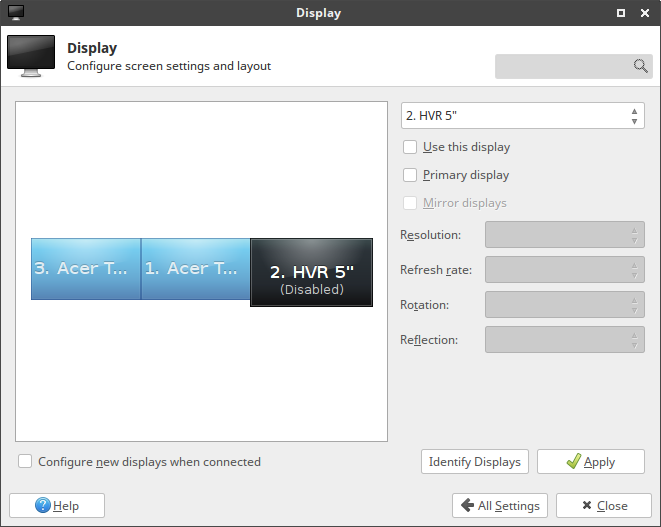 Display
Display
Configure screen settings and layout
2. HVR 5"
Use this display
Primary display
Mirror displays
Resolution:
Refresh rate:
Rotation:
Reflection:
3. Acer T...
1. Acer T...
2. HVR 5"
(Disabled)
Configure new displays when connected
Identify Displays
Apply
Help
All Settings
Close